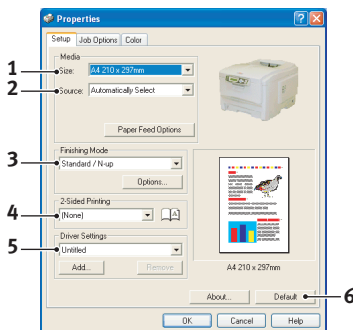 Properties
Setup Job Options Color
Media
1 Size: A4 210 x 297mm
2 Source: Automatically Select
Paper Feed Options
Finishing Mode
3 Standard / N-up
Options...
2-Sided Printing
4 (None)
Driver Settings
5 Untitled
Add... Remove
A4 210 x 297mm
About... Default 6
OK Cancel Help